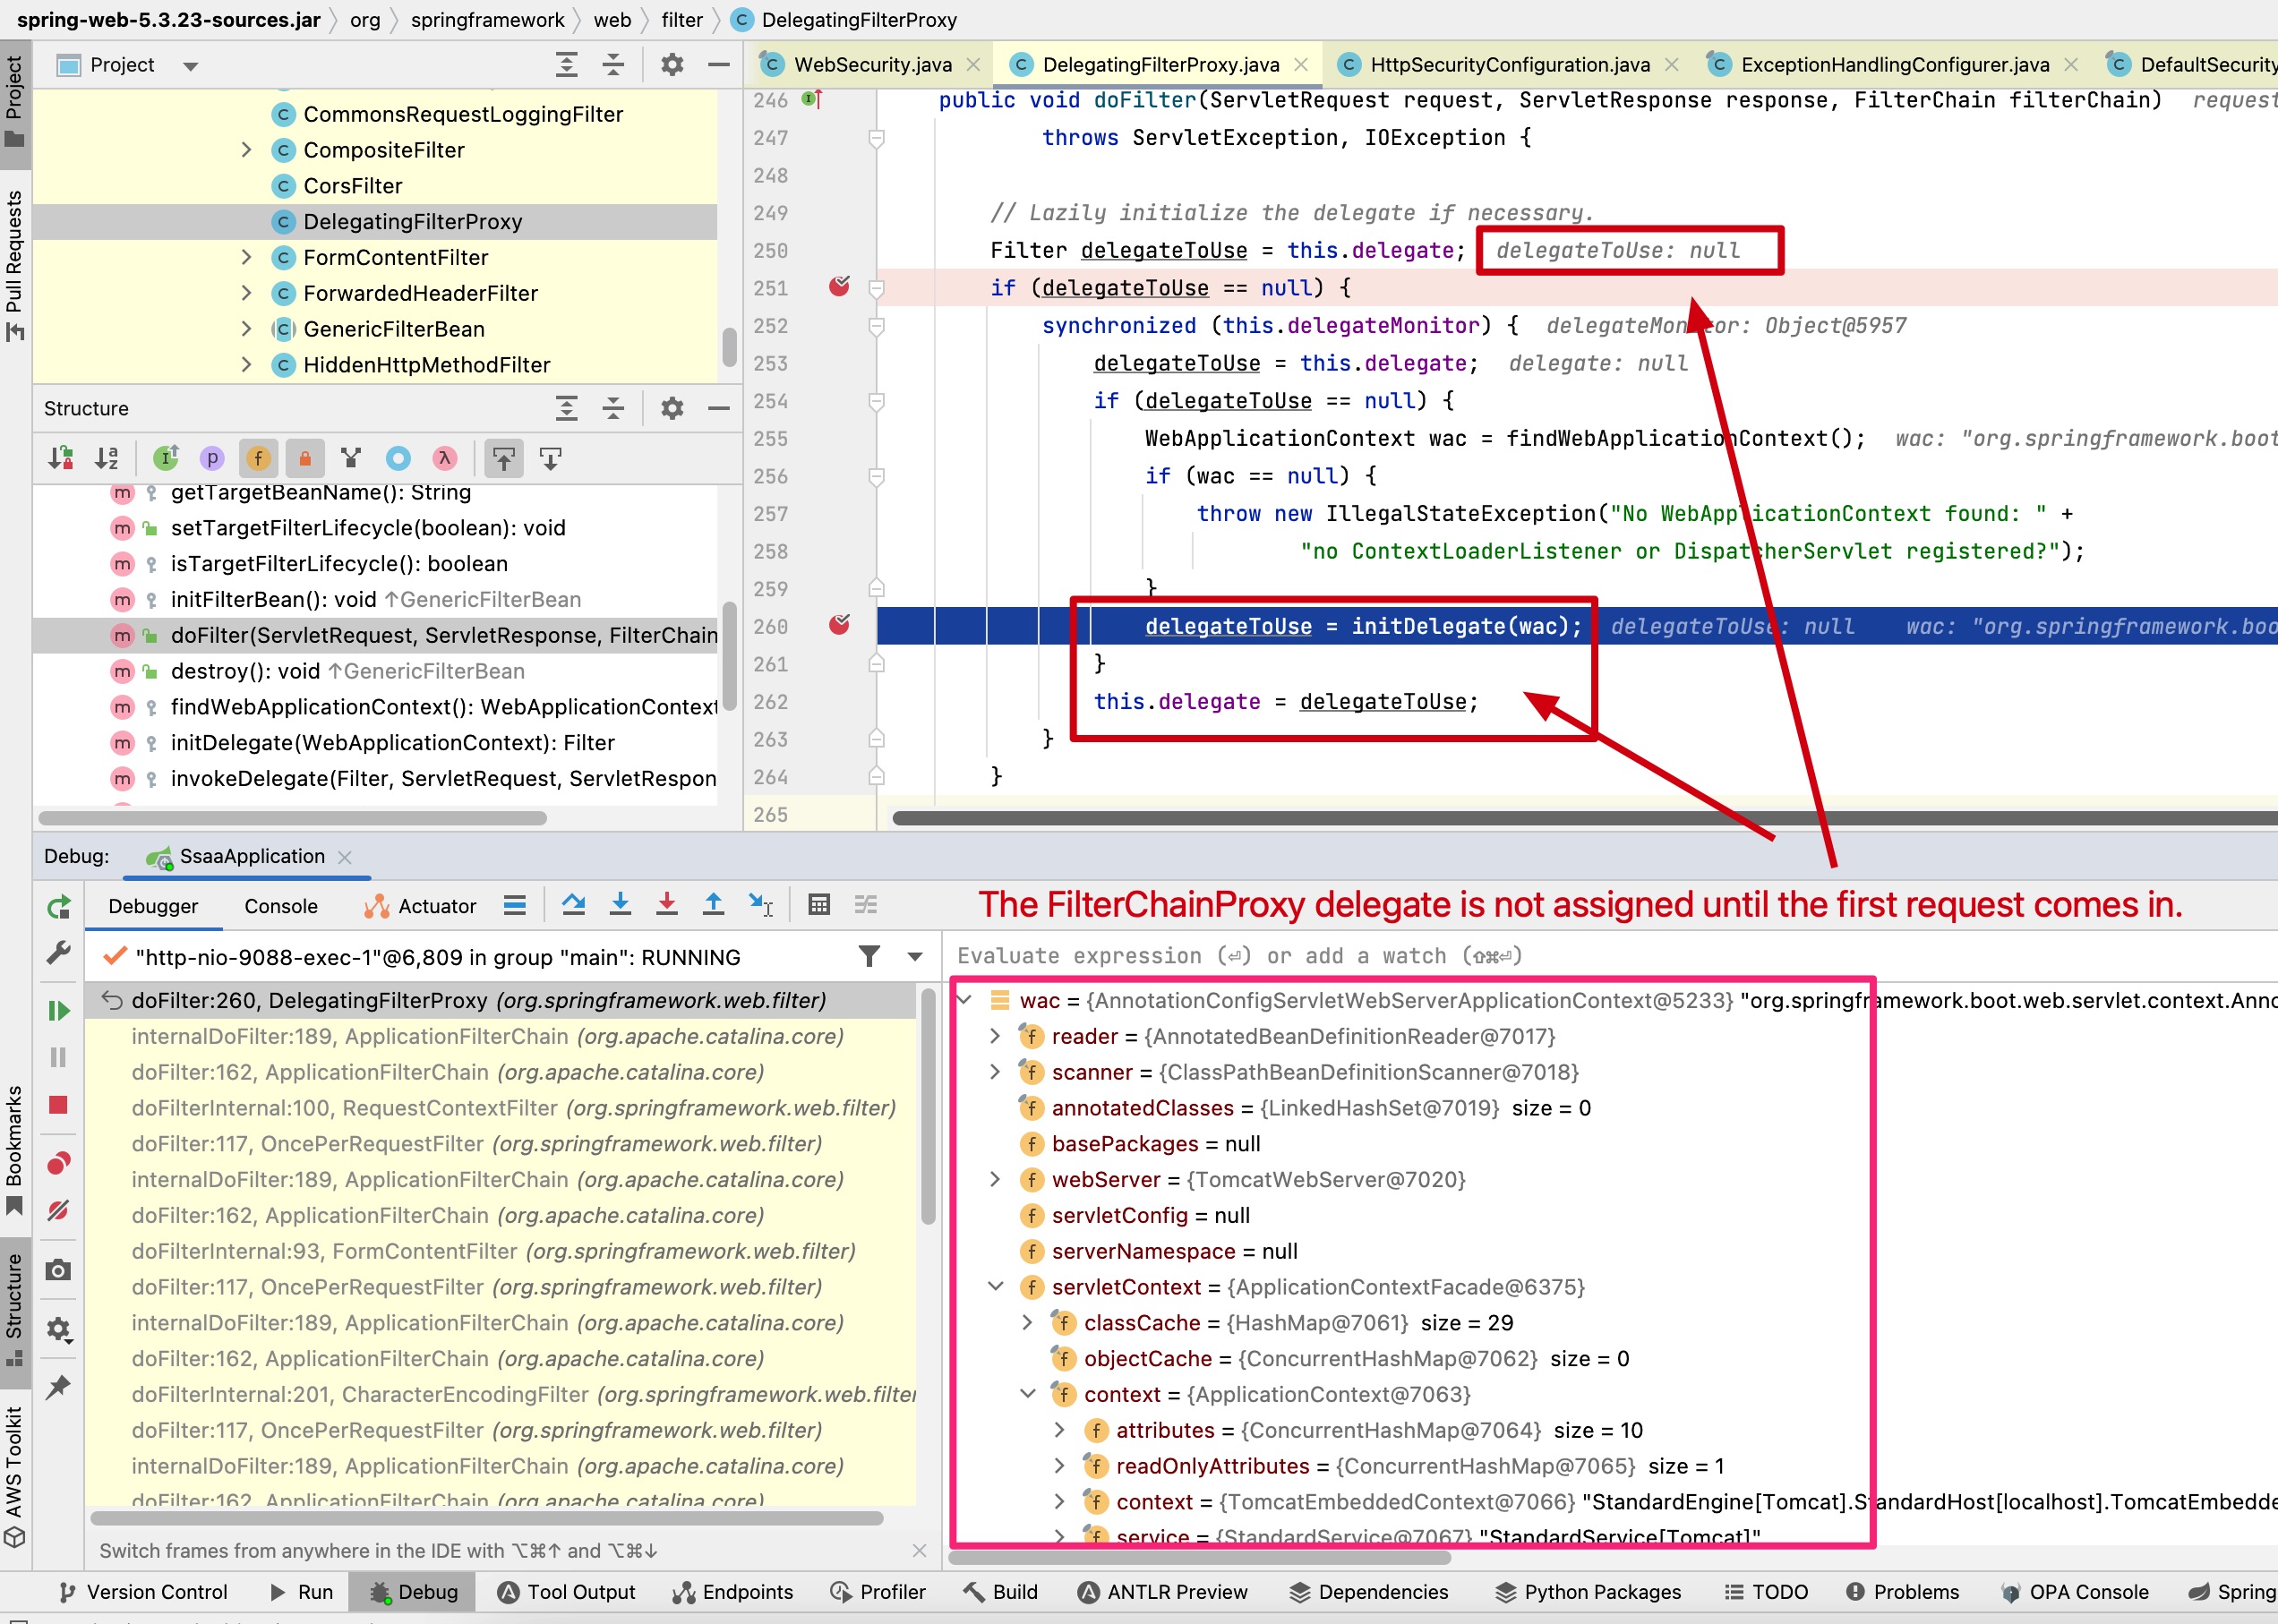 spring-web-5.3.23-sources.jar org springframework web filter DelegatingFilterProxy
Project
WebSecurity.java DelegatingFilterProxy.java HttpSecurityConfiguration.java ExceptionHandlingConfigurer.java DefaultSecurity
CommonsRequestLoggingFilter
CompositeFilter
CorsFilter
DelegatingFilterProxy
FormContentFilter
ForwardedHeaderFilter
GenericFilterBean
HiddenHttpMethodFilter
Structure
getTargetBeanName(): String
setTargetFilterLifecycle(boolean): void
isTargetFilterLifecycle(): boolean
initFilterBean(): void ↑GenericFilterBean
doFilter(ServletRequest, ServletResponse, FilterChain
destroy(): void ↑GenericFilterBean
findWebApplicationContext(): WebApplicationContext
initDelegate(WebApplicationContext): Filter
invokeDelegate(Filter, ServletRequest, ServletRespon
246 public void doFilter(ServletRequest request, ServletResponse response, FilterChain filterChain) request
247 throws ServletException, IOException {
248
249 // Lazily initialize the delegate if necessary.
250 Filter delegateToUse = this.delegate; delegateToUse: null
251 if (delegateToUse == null) {
252 synchronized (this.delegateMonitor) { delegateMonitor: Object@5957
253 delegateToUse = this.delegate; delegate: null
254 if (delegateToUse == null) {
255 WebApplicationContext wac = findWebApplicationContext(); wac: "org.springframework.boot
256 if (wac == null) {
257 throw new IllegalStateException("No WebApplicationContext found: " +
258 "no ContextLoaderListener or DispatcherServlet registered?");
259 }
260 delegateToUse = initDelegate(wac); delegateToUse: null wac: "org.springframework.boo
261 }
262 this.delegate = delegateToUse;
263 }
264 }
265
Project
Pull Requests
Bookmarks
Structure
AWS Toolkit
Debug: SsaaApplication
Debugger Console Actuator
The FilterChainProxy delegate is not assigned until the first request comes in.
"http-nio-9088-exec-1"@6,809 in group "main": RUNNING
doFilter:260, DelegatingFilterProxy (org.springframework.web.filter)
internalDoFilter:189, ApplicationFilterChain (org.apache.catalina.core)
doFilter:162, ApplicationFilterChain (org.apache.catalina.core)
doFilterInternal:100, RequestContextFilter (org.springframework.web.filter)
doFilter:117, OncePerRequestFilter (org.springframework.web.filter)
internalDoFilter:189, ApplicationFilterChain (org.apache.catalina.core)
doFilter:162, ApplicationFilterChain (org.apache.catalina.core)
doFilterInternal:93, FormContentFilter (org.springframework.web.filter)
doFilter:117, OncePerRequestFilter (org.springframework.web.filter)
internalDoFilter:189, ApplicationFilterChain (org.apache.catalina.core)
doFilter:162, ApplicationFilterChain (org.apache.catalina.core)
doFilterInternal:201, CharacterEncodingFilter (org.springframework.web.filter
doFilter:117, OncePerRequestFilter (org.springframework.web.filter)
internalDoFilter:189, ApplicationFilterChain (org.apache.catalina.core)
doFilter:162, ApplicationFilterChain (org.apache.catalina.core)
Switch frames from anywhere in the IDE with ⌥⌘↑ and ⌥⌘↓
Evaluate expression (⏎) or add a watch (⇧⌘⏎)
wac = {AnnotationConfigServletWebServerApplicationContext@5233} "org.springframework.boot.web.servlet.context.Anno
reader = {AnnotatedBeanDefinitionReader@7017}
scanner = {ClassPathBeanDefinitionScanner@7018}
annotatedClasses = {LinkedHashSet@7019} size = 0
basePackages = null
webServer = {TomcatWebServer@7020}
servletConfig = null
serverNamespace = null
servletContext = {ApplicationContextFacade@6375}
classCache = {HashMap@7061} size = 29
objectCache = {ConcurrentHashMap@7062} size = 0
context = {ApplicationContext@7063}
attributes = {ConcurrentHashMap@7064} size = 10
readOnlyAttributes = {ConcurrentHashMap@7065} size = 1
context = {TomcatEmbeddedContext@7066} "StandardEngine[Tomcat].StandardHost[localhost].TomcatEmbedde
service = {StandardService@7067} "StandardService[Tomcat]"
Version Control Run Debug Tool Output Endpoints Profiler Build ANTLR Preview Dependencies Python Packages TODO Problems OPA Console Spring